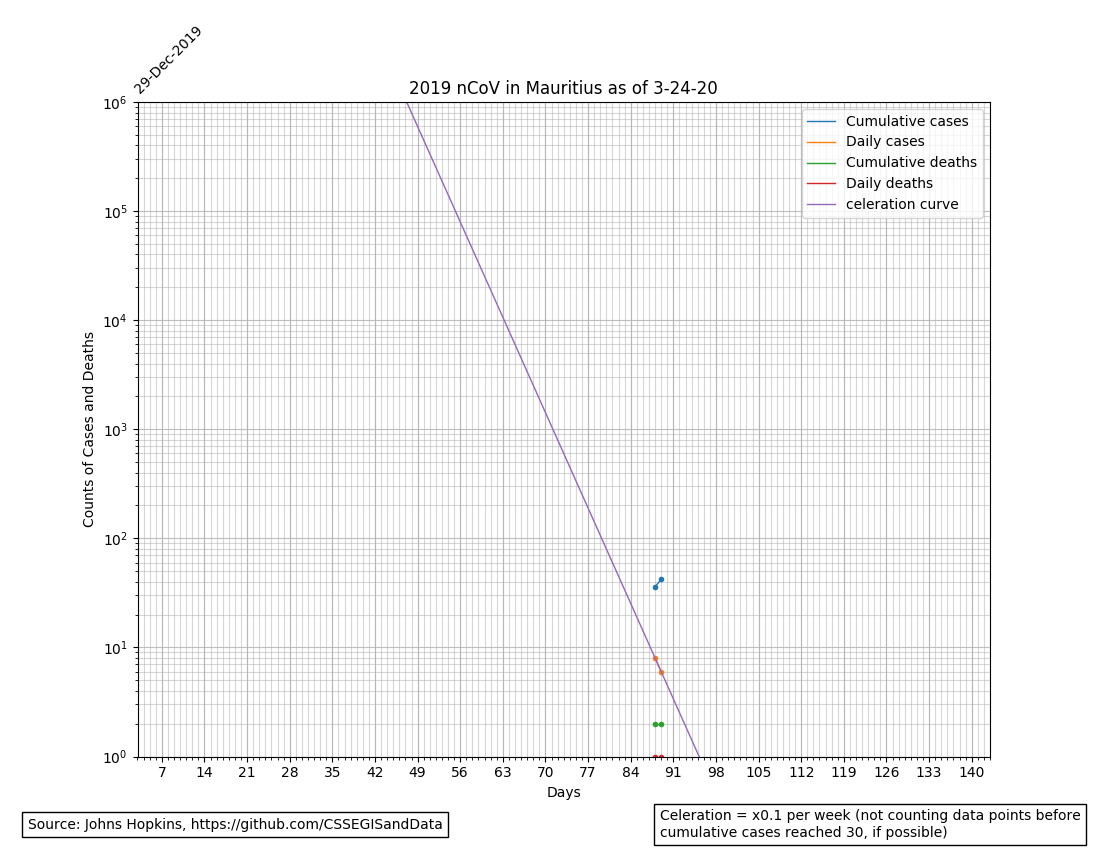 29-Dec-2019
2019 nCoV in Mauritius as of 3-24-20
Cumulative cases
Daily cases
Cumulative deaths
Daily deaths
celeration curve
Counts of Cases and Deaths
10^6
10^5
10^4
10^3
10^2
10^1
10^0
7 14 21 28 35 42 49 56 63 70 77 84 91 98 105 112 119 126 133 140
Days
Source: Johns Hopkins, https://github.com/CSSEGISandData
Celeration = x0.1 per week (not counting data points before
cumulative cases reached 30, if possible)